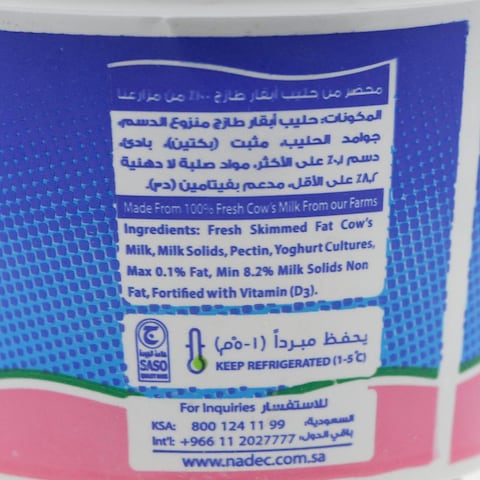 محضر من حليب أبقار طازج ١٠٠٪ من مزارعنا
المكونات: حليب أبقار طازج منزوع الدسم،
جوامد الحليب، مثبت (بكتين)، بادئ،
دسم ٠٫١٪ على الأكثر، مواد صلبة لا دهنية
٨٫٢٪ على الأقل، مدعم بفيتامين (د٣).
Made From 100% Fresh Cow's Milk From our Farms
Ingredients: Fresh Skimmed Fat Cow's
Milk, Milk Solids, Pectin, Yoghurt Cultures,
Max 0.1% Fat, Min 8.2% Milk Solids Non
Fat, Fortified with Vitamin (D3).
علامة الجودة
SASO
QUALITY MARK
يحفظ مبرداً (١-٥°م)
KEEP REFRIGERATED (1-5°C)
For Inquiries للاستفسار
KSA: 800 124 11 99 السعودية:
Int'l: +966 11 2027777 باقي الدول:
www.nadec.com.sa